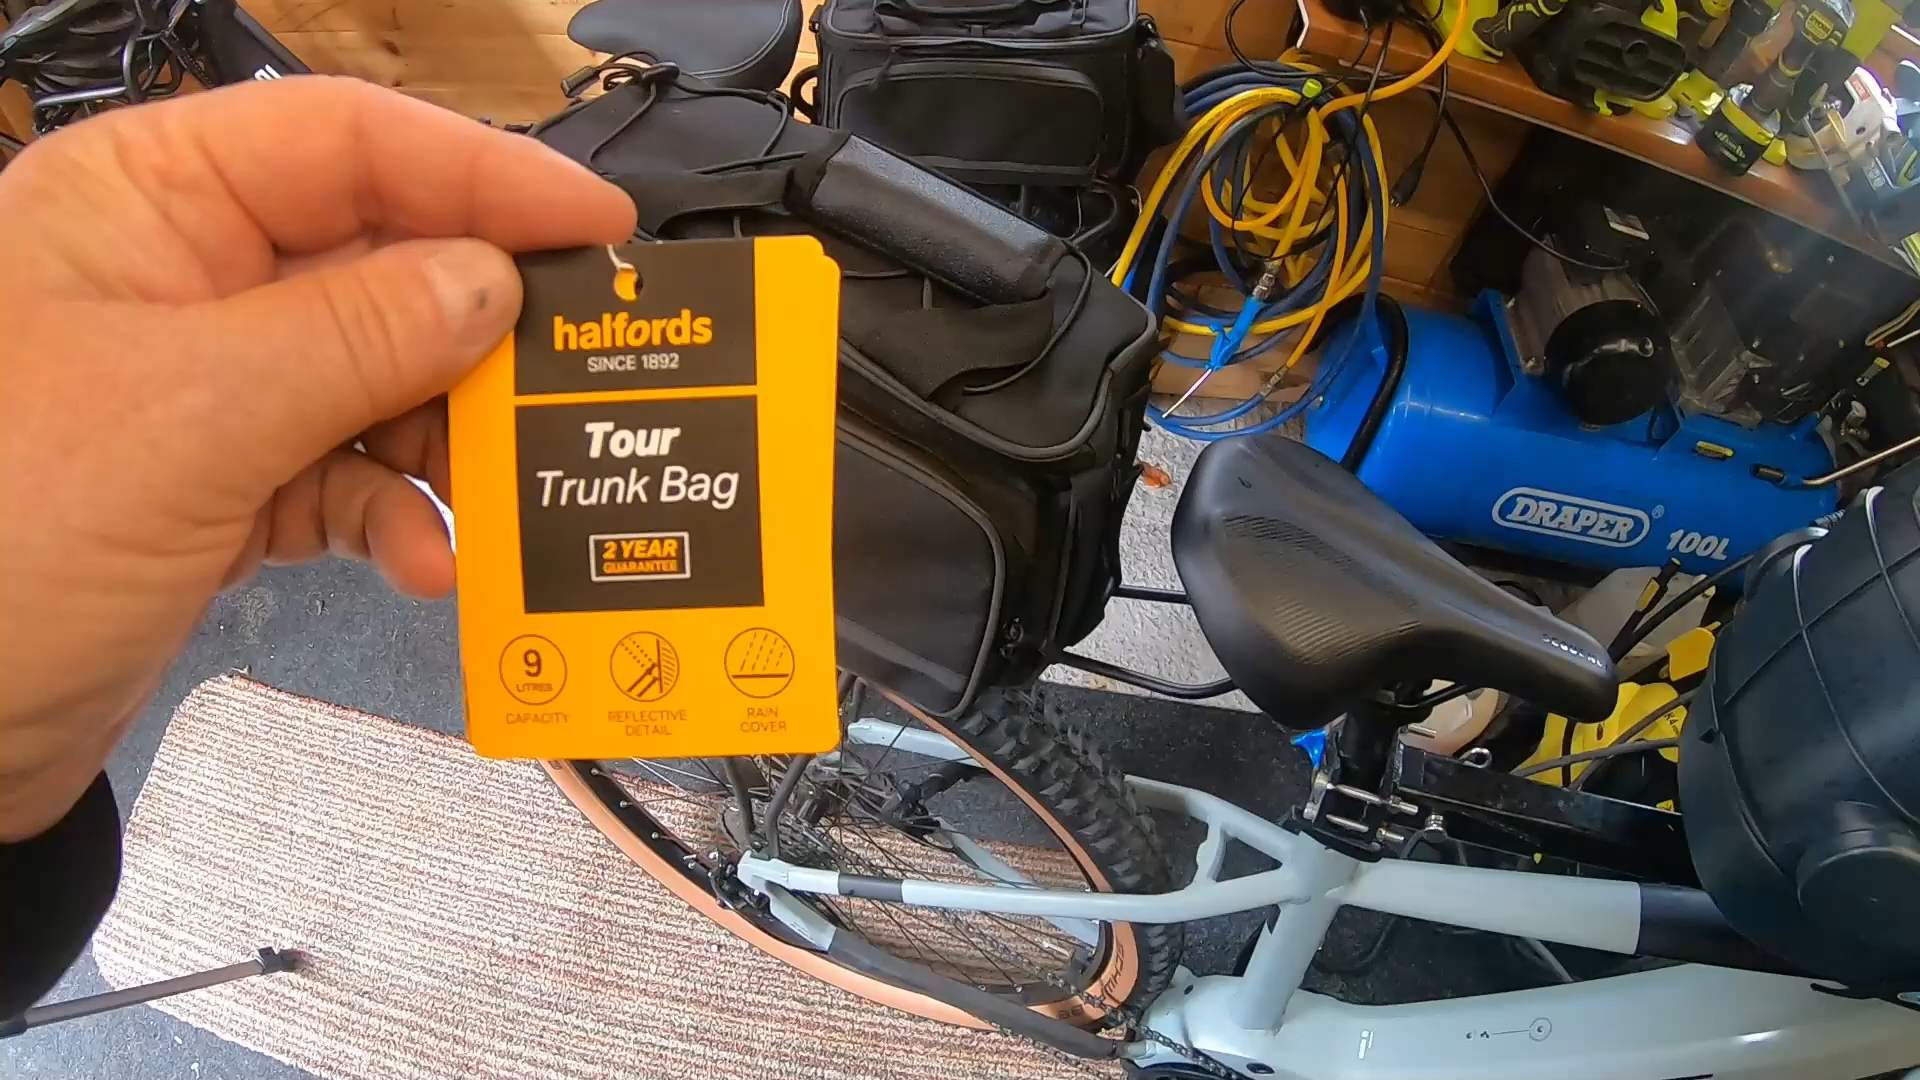 halfords
SINCE 1892
Tour
Trunk Bag
2 YEAR
GUARANTEE
9
LITRES
CAPACITY
REFLECTIVE
DETAIL
RAIN
COVER
DRAPER®
100L